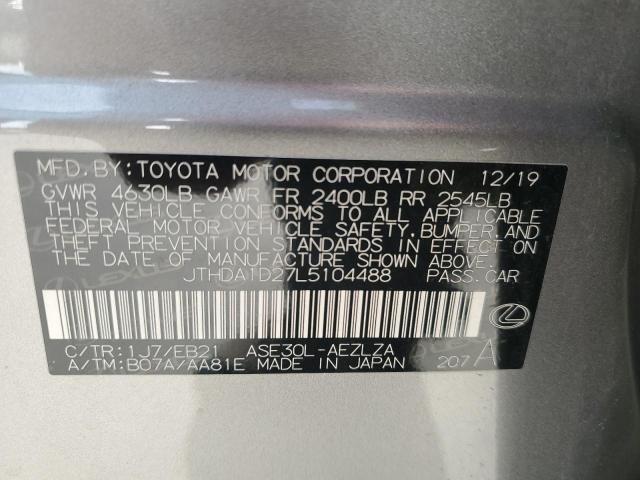 MFD. BY: TOYOTA MOTOR CORPORATION 12/19
GVWR 4630LB GAWR FR 2400LB RR 2545LB
THIS VEHICLE CONFORMS TO ALL APPLICABLE
FEDERAL MOTOR VEHICLE SAFETY, BUMPER, AND
THEFT PREVENTION STANDARDS IN EFFECT ON
THE DATE OF MANUFACTURE SHOWN ABOVE.
JTHDA1D27L5104488 PASS. CAR
C/TR: 1J7/EB21 ASE30L-AEZLZA
A/TM: B07A/AA81E MADE IN JAPAN 207 A